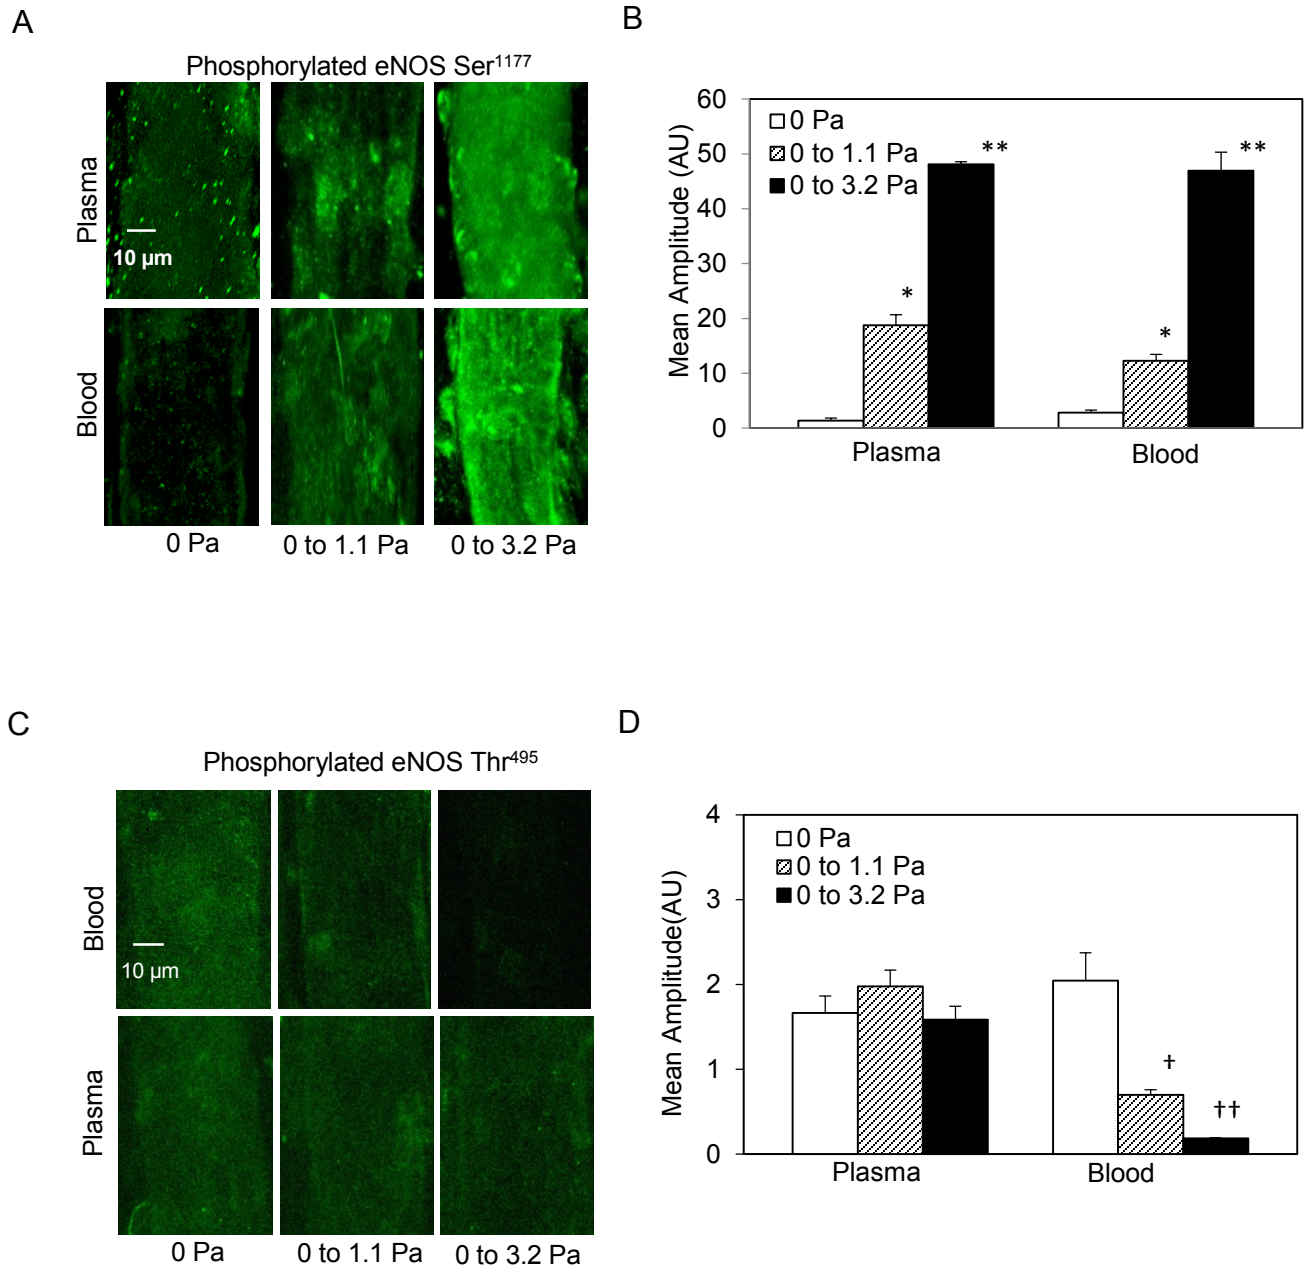 A
Phosphorylated eNOS Ser1177
Plasma
10 µm
Blood
0 Pa
0 to 1.1 Pa
0 to 3.2 Pa
B
Mean Amplitude (AU)
60
50
40
30
20
10
0
0 Pa
0 to 1.1 Pa
0 to 3.2 Pa
*
**
*
**
Plasma
Blood
C
Phosphorylated eNOS Thr495
Blood
10 µm
Plasma
0 Pa
0 to 1.1 Pa
0 to 3.2 Pa
D
Mean Amplitude(AU)
4
3
2
1
0
0 Pa
0 to 1.1 Pa
0 to 3.2 Pa
†
††
Plasma
Blood